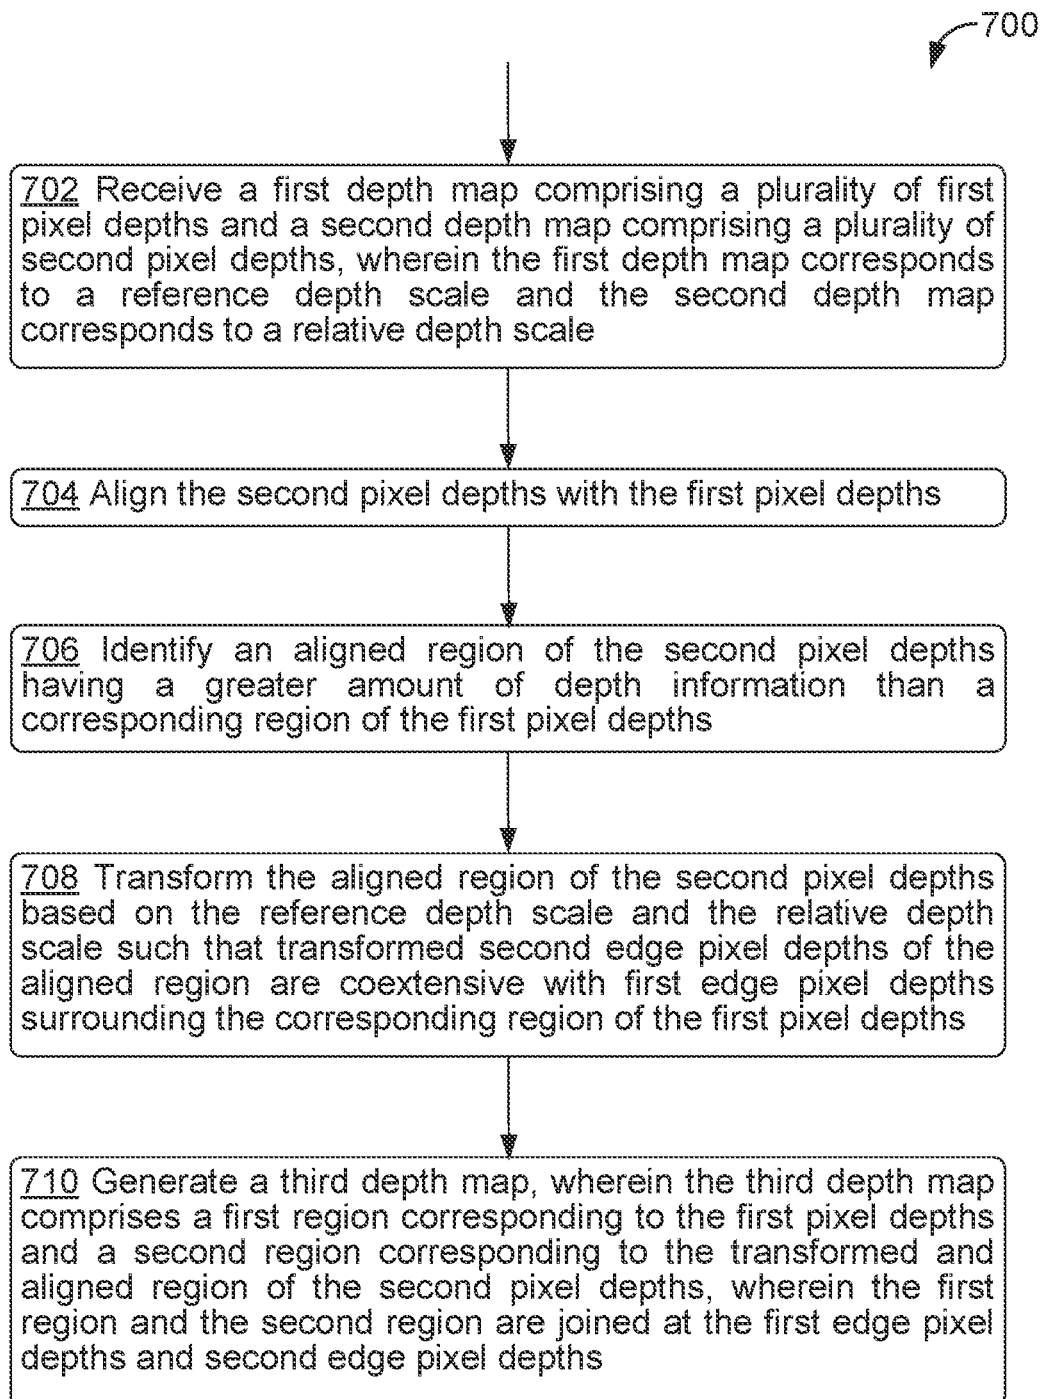 700
702 Receive a first depth map comprising a plurality of first
pixel depths and a second depth map comprising a plurality of
second pixel depths, wherein the first depth map corresponds
to a reference depth scale and the second depth map
corresponds to a relative depth scale
704 Align the second pixel depths with the first pixel depths
706 Identify an aligned region of the second pixel depths
having a greater amount of depth information than a
corresponding region of the first pixel depths
708 Transform the aligned region of the second pixel depths
based on the reference depth scale and the relative depth
scale such that transformed second edge pixel depths of the
aligned region are coextensive with first edge pixel depths
surrounding the corresponding region of the first pixel depths
710 Generate a third depth map, wherein the third depth map
comprises a first region corresponding to the first pixel depths
and a second region corresponding to the transformed and
aligned region of the second pixel depths, wherein the first
region and the second region are joined at the first edge pixel
depths and second edge pixel depths